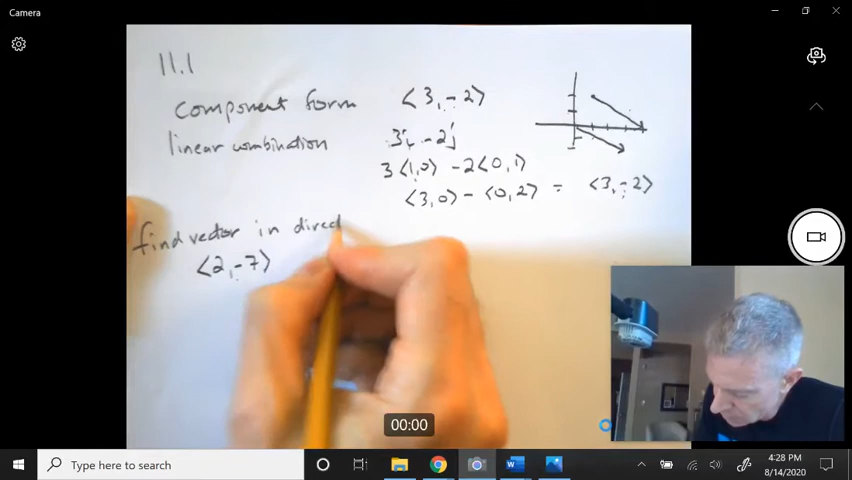 Camera
11.1
component form <3, -2>
linear combination 3i - 2j
3<1,0> - 2<0,1>
<3,0> - <0,2> = <3, -2>
find vector in direc
<2, -7>
00:00
Type here to search
4:28 PM
8/14/2020